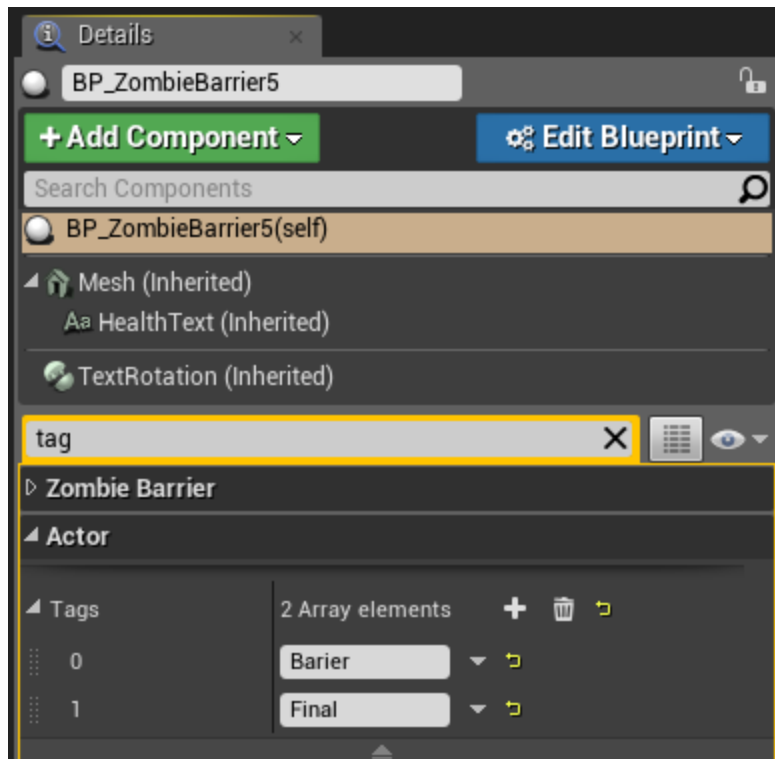 Details
BP_ZombieBarrier5
+ Add Component
Edit Blueprint
Search Components
BP_ZombieBarrier5(self)
Mesh (Inherited)
Aa HealthText (Inherited)
TextRotation (Inherited)
tag
Zombie Barrier
Actor
Tags 2 Array elements
0 Barier
1 Final